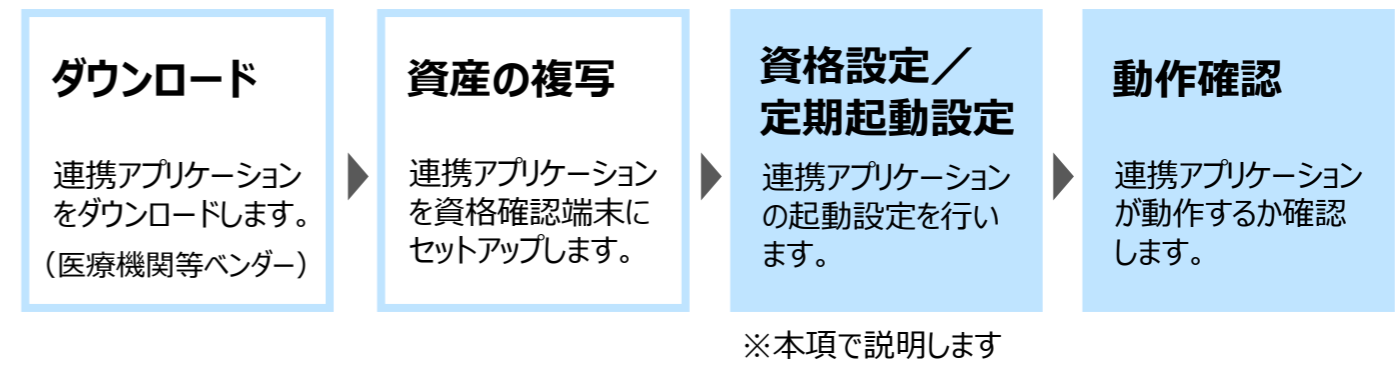 ダウンロード
連携アプリケーション
をダウンロードします。
(医療機関等ベンダー)
資産の複写
連携アプリケーション
を資格確認端末に
セットアップします。
資格設定/
定期起動設定
連携アプリケーション
の起動設定を行い
ます。
動作確認
連携アプリケーション
が動作するか確認
します。
※本項で説明します